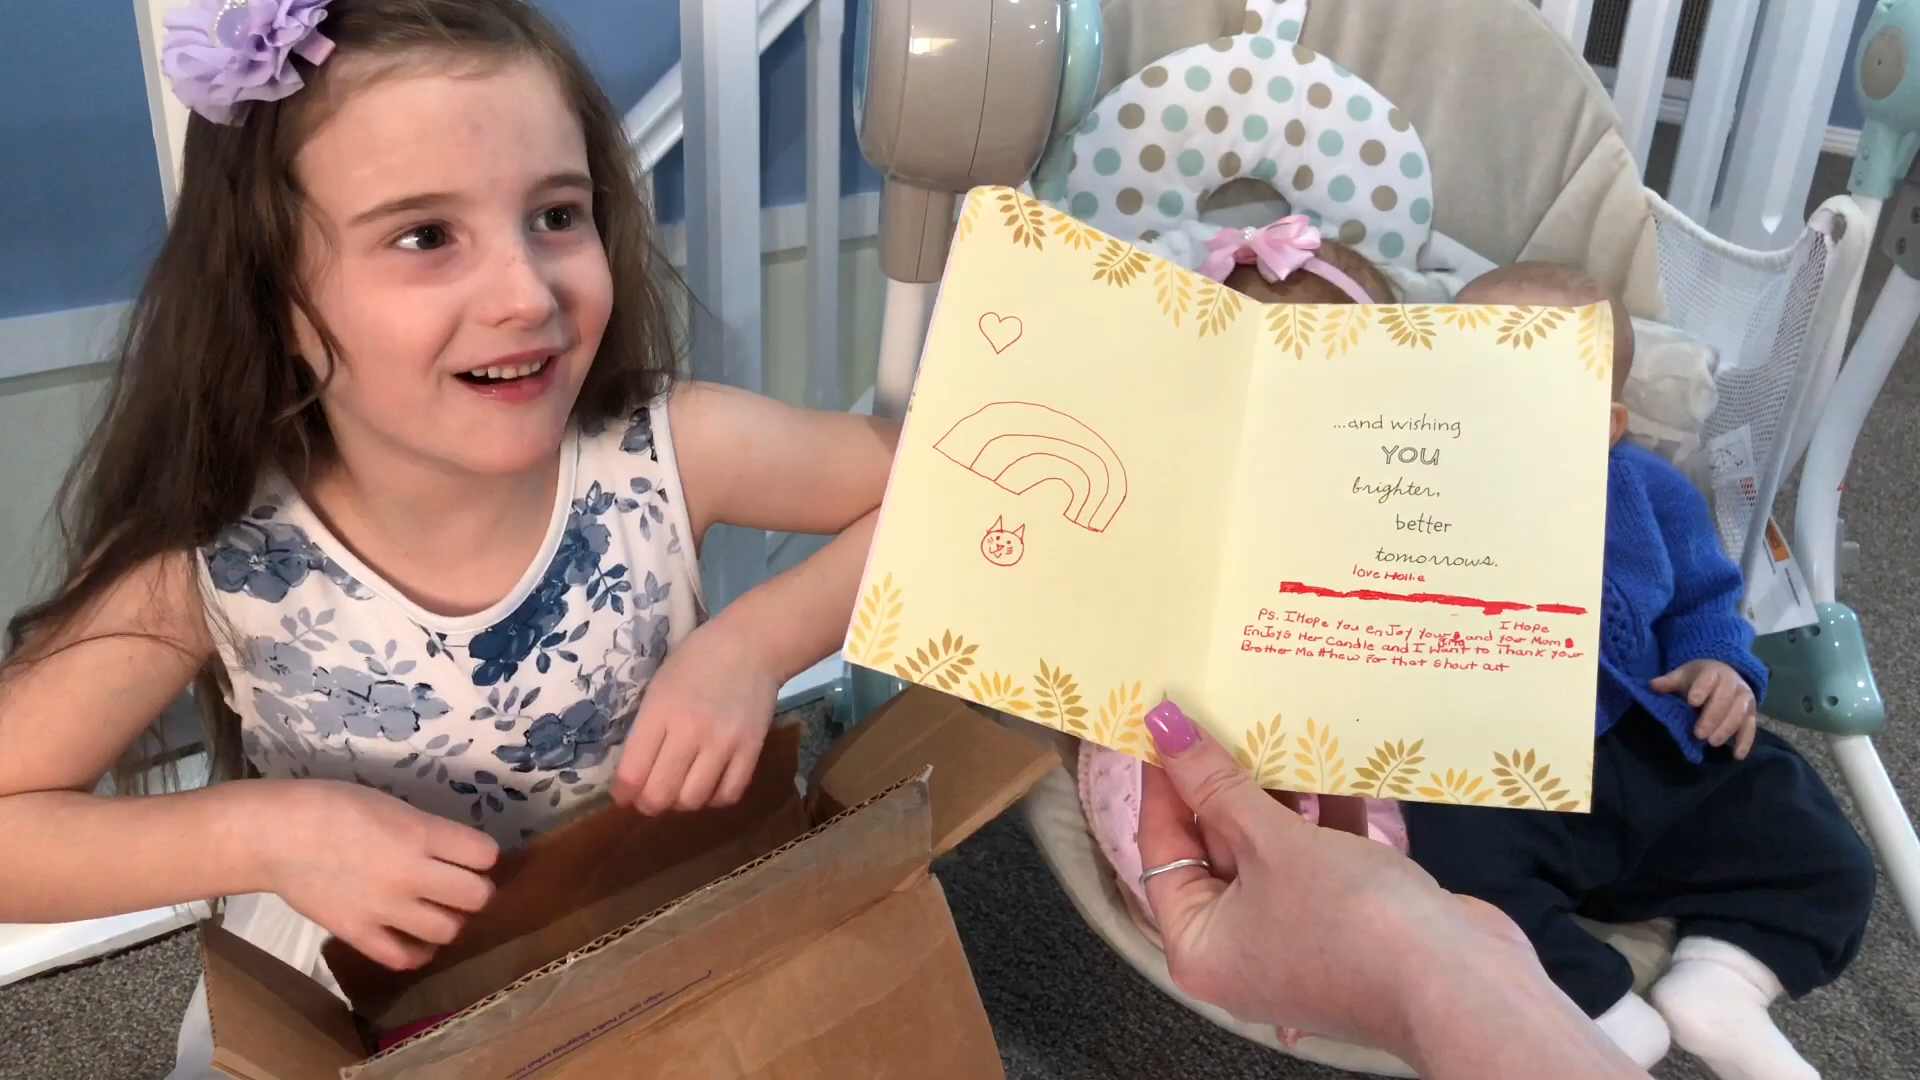 ...and wishing
YOU
brighter,
better
tomorrows.
love Hollie
I Hope
Ps. I Hope You enJoy your and your Mom
gifts
EnJoys Her Candle and I want to Thank your
Brother Matthew For that shout out